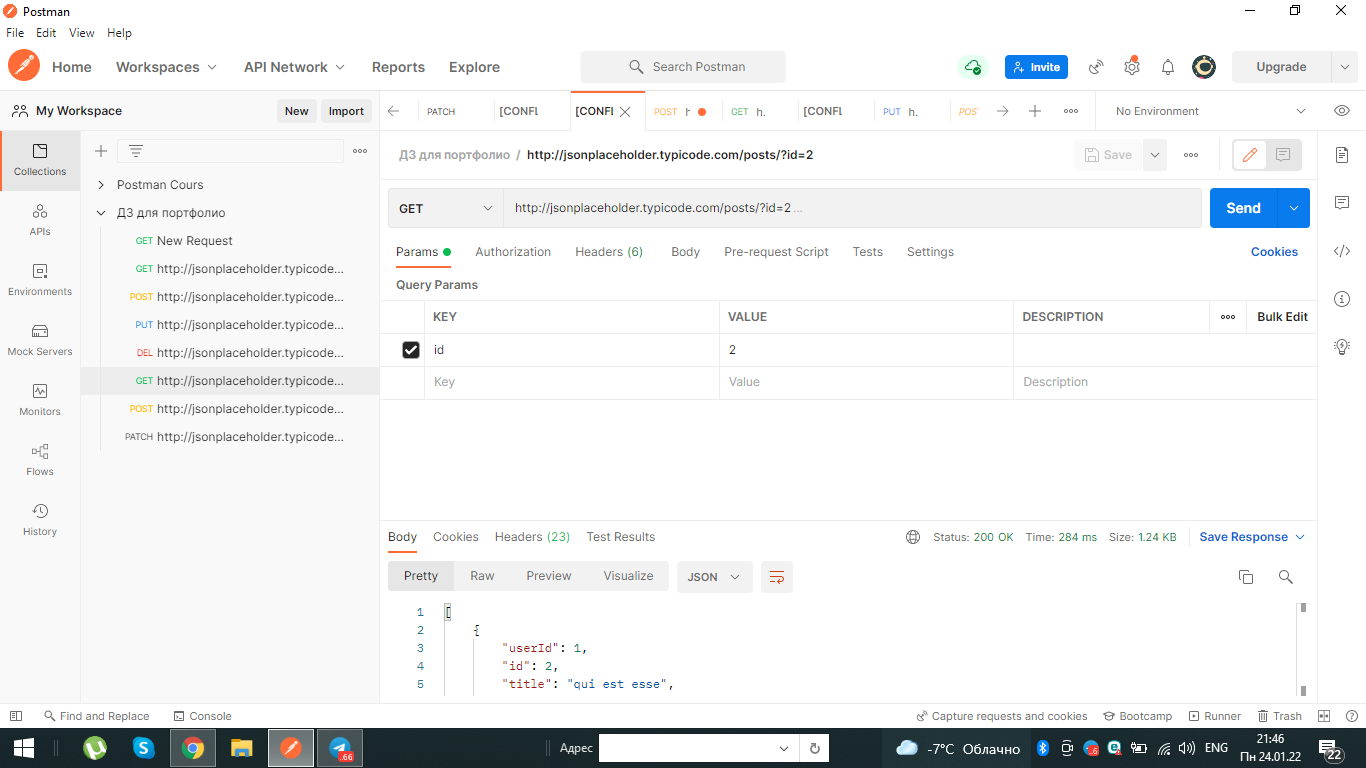 Postman
File Edit View Help
Home Workspaces API Network Reports Explore Search Postman Invite Upgrade
My Workspace New Import PATCH [CONFL [CONFI POST h GET h. [CONFL PUT h. POS No Environment
Collections
APIs
Environments
Mock Servers
Monitors
Flows
History
Postman Cours
ДЗ для портфолио
GET New Request
GET http://jsonplaceholder.typicode...
POST http://jsonplaceholder.typicode...
PUT http://jsonplaceholder.typicode...
DEL http://jsonplaceholder.typicode...
GET http://jsonplaceholder.typicode...
POST http://jsonplaceholder.typicode...
PATCH http://jsonplaceholder.typicode...
ДЗ для портфолио / http://jsonplaceholder.typicode.com/posts/?id=2 Save
GET http://jsonplaceholder.typicode.com/posts/?id=2 ... Send
Params Authorization Headers (6) Body Pre-request Script Tests Settings Cookies
Query Params
KEY VALUE DESCRIPTION Bulk Edit
id 2
Key Value Description
Body Cookies Headers (23) Test Results Status: 200 OK Time: 284 ms Size: 1.24 KB Save Response
Pretty Raw Preview Visualize JSON
1 [
2 {
3 "userId": 1,
4 "id": 2,
5 "title": "qui est esse",
Find and Replace Console Capture requests and cookies Bootcamp Runner Trash
Адрес -7°C Облачно ENG 21:46
Пн 24.01.22 22
.66